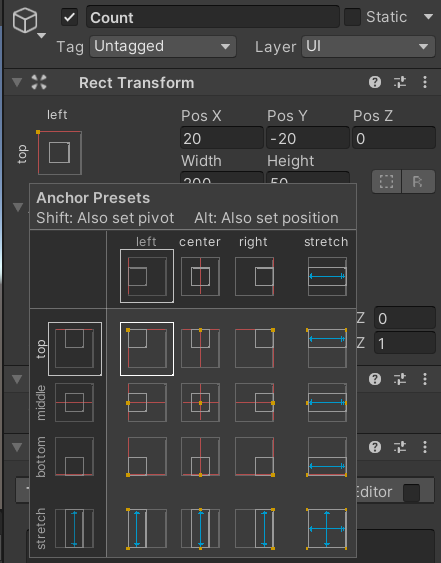 Count
Static
Tag Untagged Layer UI
Rect Transform
left
top
Pos X Pos Y Pos Z
20 -20 0
Width Height
200 50
R
Anchor Presets
Shift: Also set pivot Alt: Also set position
left center right stretch
top
middle
bottom
stretch
Z 0
Z 1
Editor